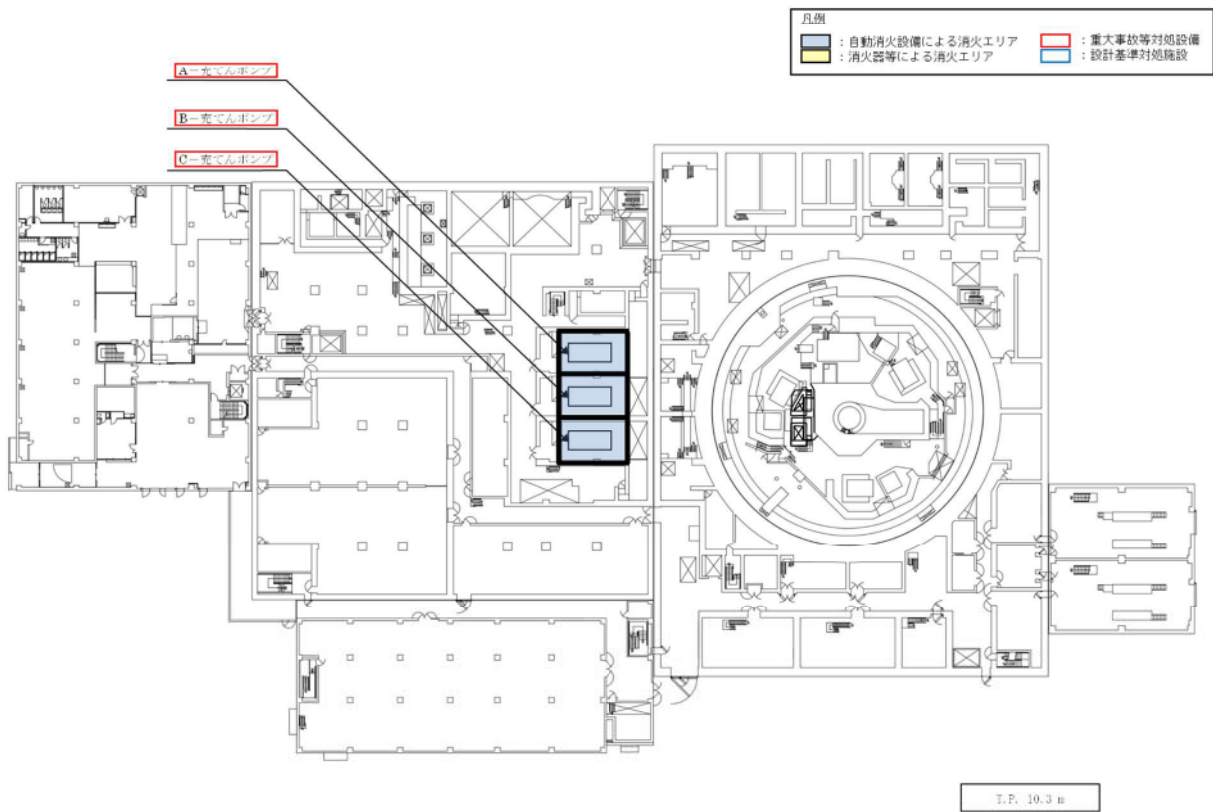 凡例
：自動消火設備による消火エリア
：重大事故等対処設備
：消火器等による消火エリア
：設計基準対処施設
A－充てんポンプ
B－充てんポンプ
C－充てんポンプ
T.P. 10.3 m